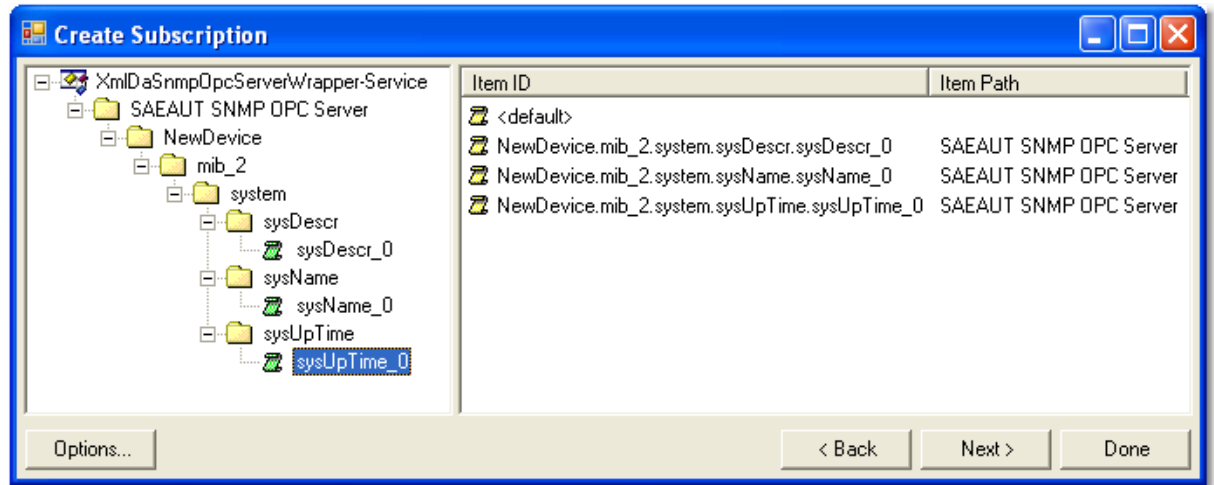 Create Subscription
XmlDaSnmpOpcServerWrapper-Service
SAEAUT SNMP OPC Server
NewDevice
mib_2
system
sysDescr
sysDescr_0
sysName
sysName_0
sysUpTime
sysUpTime_0
Item ID Item Path
<default>
NewDevice.mib_2.system.sysDescr.sysDescr_0 SAEAUT SNMP OPC Server
NewDevice.mib_2.system.sysName.sysName_0 SAEAUT SNMP OPC Server
NewDevice.mib_2.system.sysUpTime.sysUpTime_0 SAEAUT SNMP OPC Server
Options... < Back Next > Done